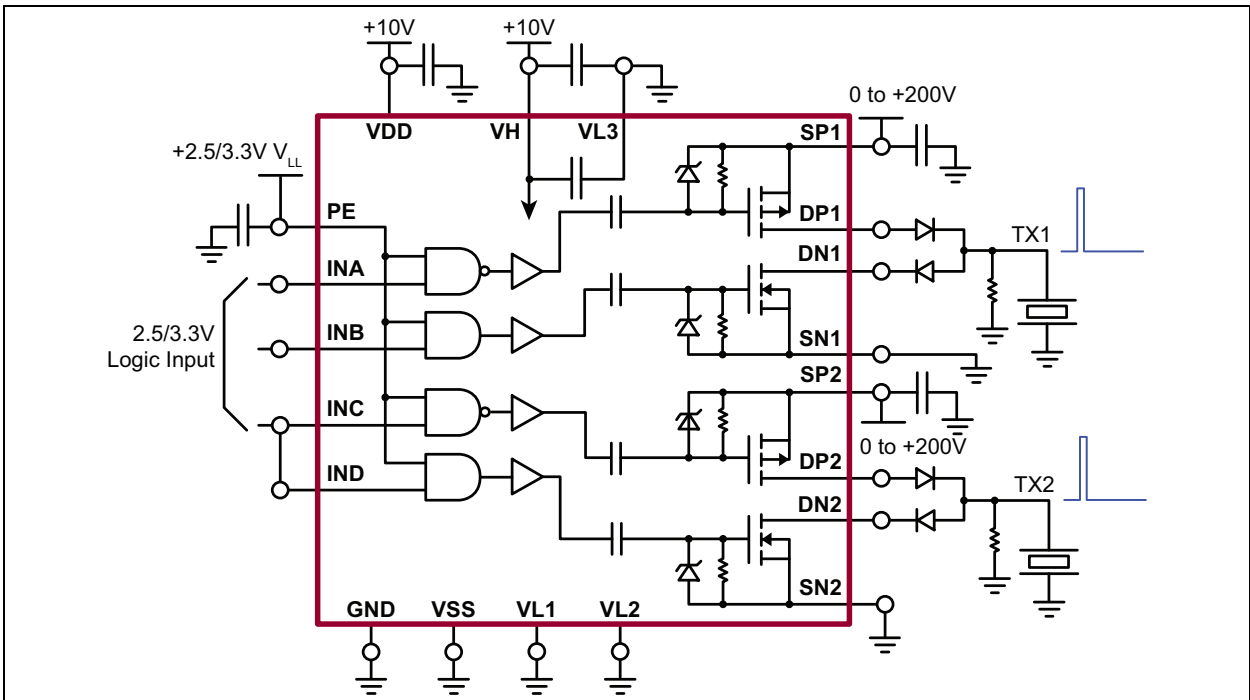 +10V
+10V
0 to +200V
VDD
VH
VL3
SP1
+2.5/3.3V VLL
PE
DP1
TX1
DN1
INA
2.5/3.3V
Logic Input
INB
SN1
SP2
INC
0 to +200V
IND
DP2
TX2
DN2
SN2
GND
VSS
VL1
VL2